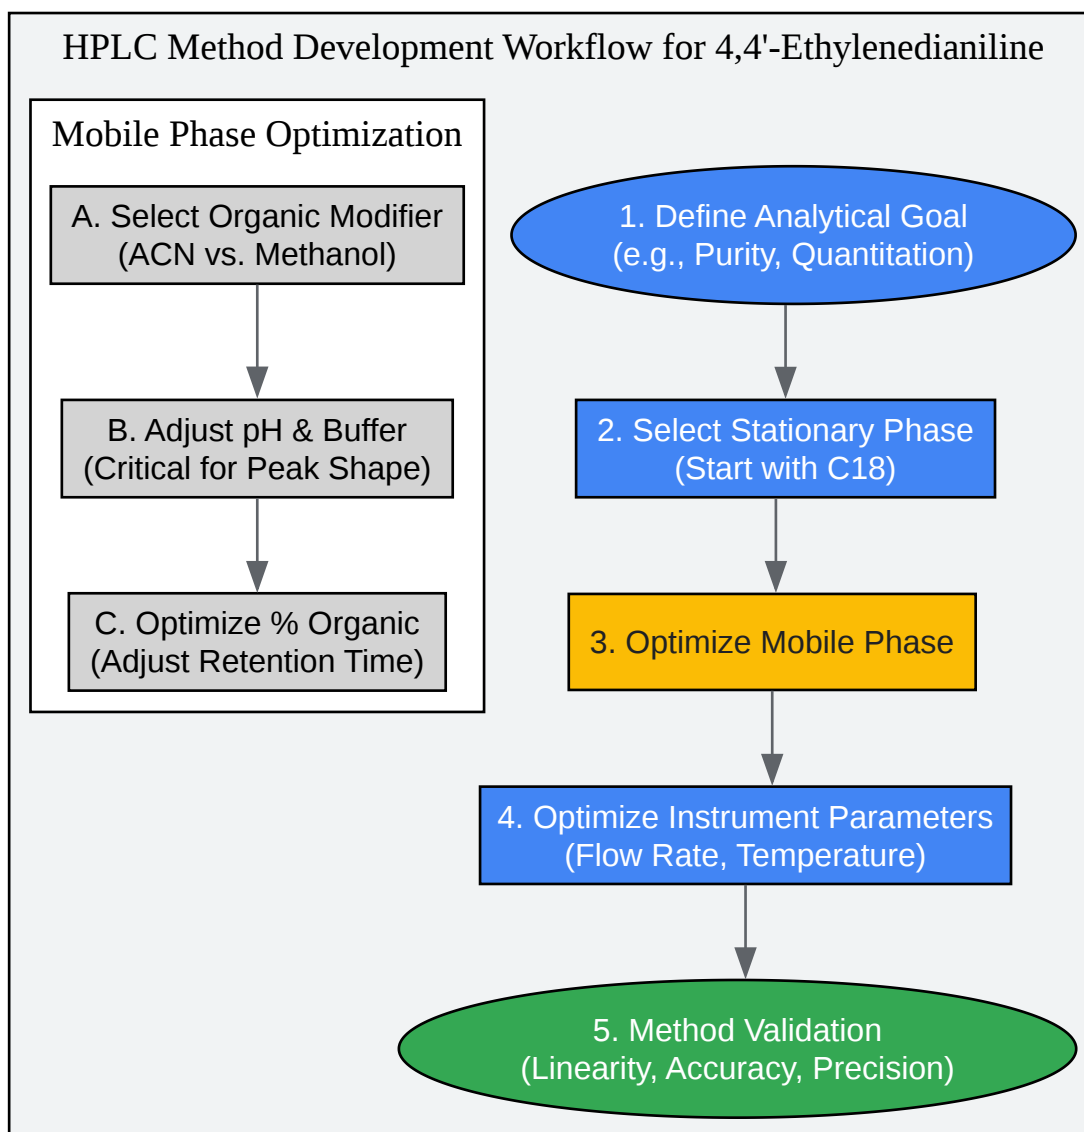 HPLC Method Development Workflow for 4,4'-Ethylenedianiline
Mobile Phase Optimization
A. Select Organic Modifier
(ACN vs. Methanol)
B. Adjust pH & Buffer
(Critical for Peak Shape)
C. Optimize % Organic
(Adjust Retention Time)
1. Define Analytical Goal
(e.g., Purity, Quantitation)
2. Select Stationary Phase
(Start with C18)
3. Optimize Mobile Phase
4. Optimize Instrument Parameters
(Flow Rate, Temperature)
5. Method Validation
(Linearity, Accuracy, Precision)